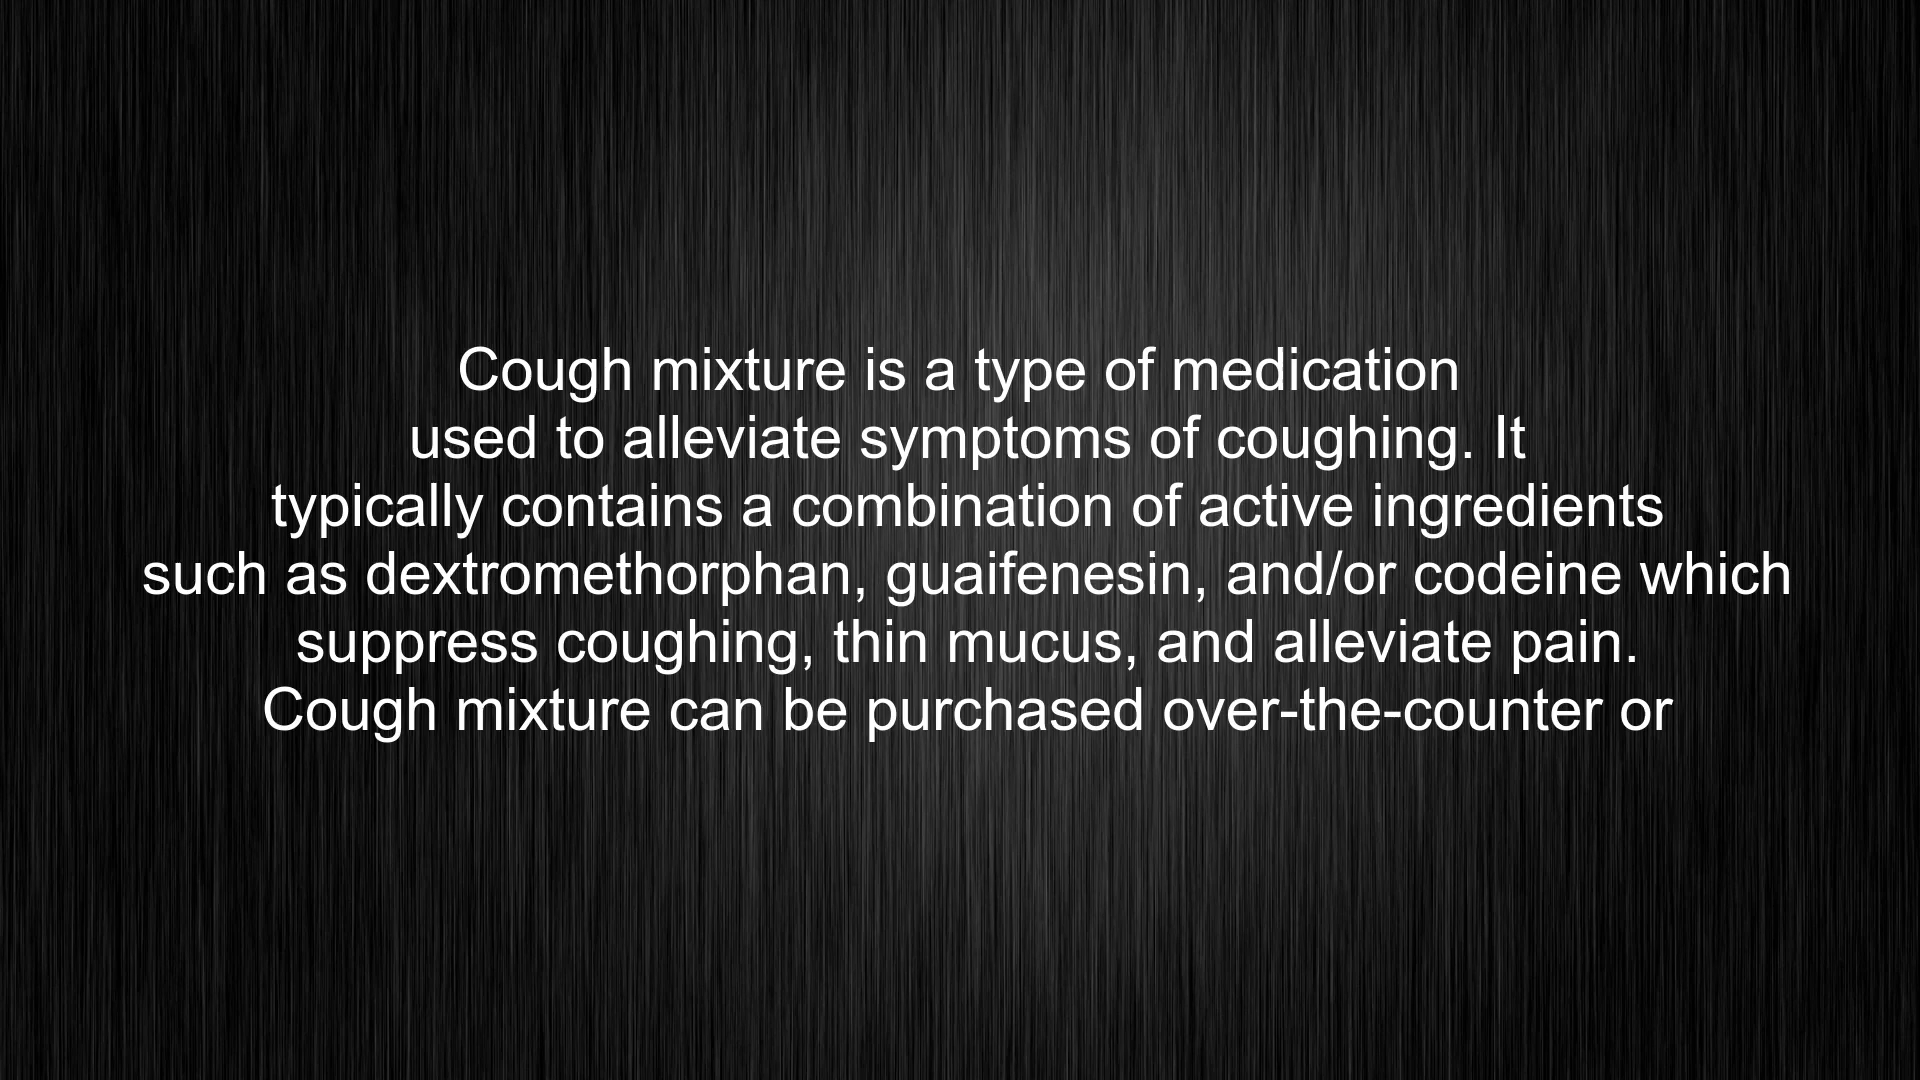 Cough mixture is a type of medication
used to alleviate symptoms of coughing. It
typically contains a combination of active ingredients
such as dextromethorphan, guaifenesin, and/or codeine which
suppress coughing, thin mucus, and alleviate pain.
Cough mixture can be purchased over-the-counter or